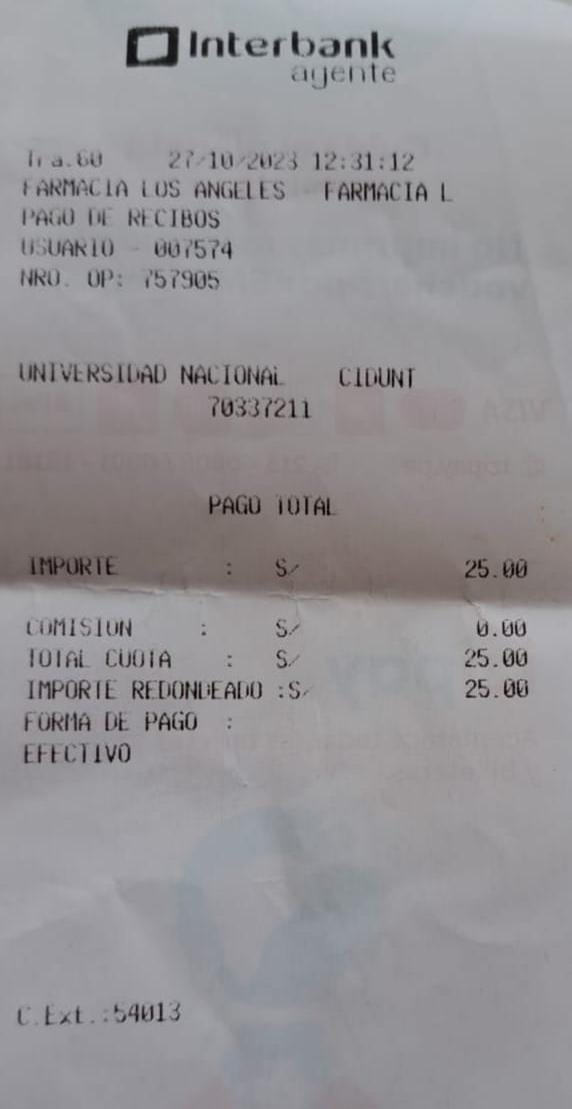 Interbank
agente
Tra.60 27/10/2023 12:31:12
FARMACIA LOS ANGELES FARMACIA L
PAGO DE RECIBOS
USUARIO - 007574
NRO. OP: 757905
UNIVERSIDAD NACIONAL CIDUNT
70337211
PAGO TOTAL
IMPORTE : S/ 25.00
COMISION : S/ 0.00
TOTAL CUOTA : S/ 25.00
IMPORTE REDONDEADO :S/ 25.00
FORMA DE PAGO :
EFECTIVO
C.Ext.:54013